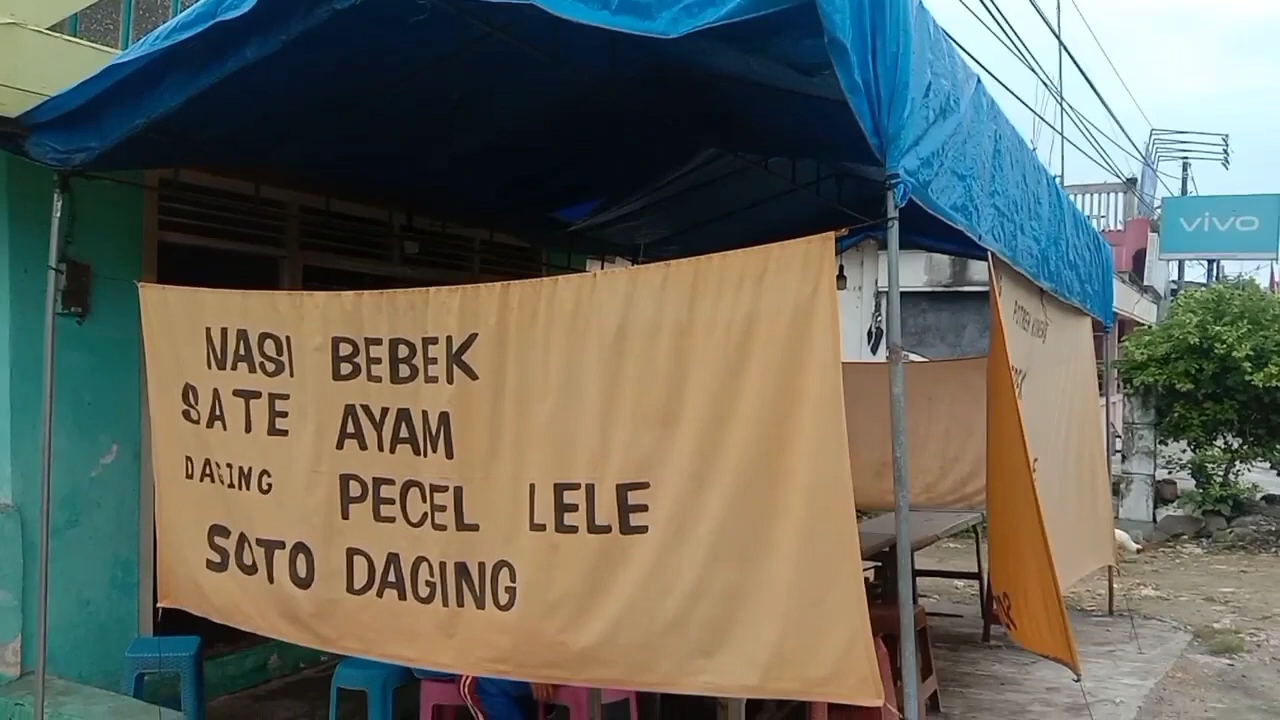 NASI BEBEK
SATE AYAM
DAGING PECEL LELE
SOTO DAGING
vivo